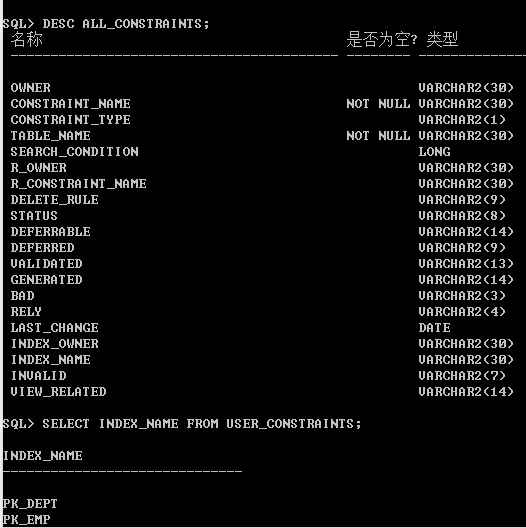 SQL> DESC ALL_CONSTRAINTS;
名称 是否为空? 类型
----------------------------------------- -------- --------------
OWNER VARCHAR2(30)
CONSTRAINT_NAME NOT NULL VARCHAR2(30)
CONSTRAINT_TYPE VARCHAR2(1)
TABLE_NAME NOT NULL VARCHAR2(30)
SEARCH_CONDITION LONG
R_OWNER VARCHAR2(30)
R_CONSTRAINT_NAME VARCHAR2(30)
DELETE_RULE VARCHAR2(9)
STATUS VARCHAR2(8)
DEFERRABLE VARCHAR2(14)
DEFERRED VARCHAR2(9)
VALIDATED VARCHAR2(13)
GENERATED VARCHAR2(14)
BAD VARCHAR2(3)
RELY VARCHAR2(4)
LAST_CHANGE DATE
INDEX_OWNER VARCHAR2(30)
INDEX_NAME VARCHAR2(30)
INVALID VARCHAR2(7)
VIEW_RELATED VARCHAR2(14)
SQL> SELECT INDEX_NAME FROM USER_CONSTRAINTS;
INDEX_NAME
------------------------------
PK_DEPT
PK_EMP